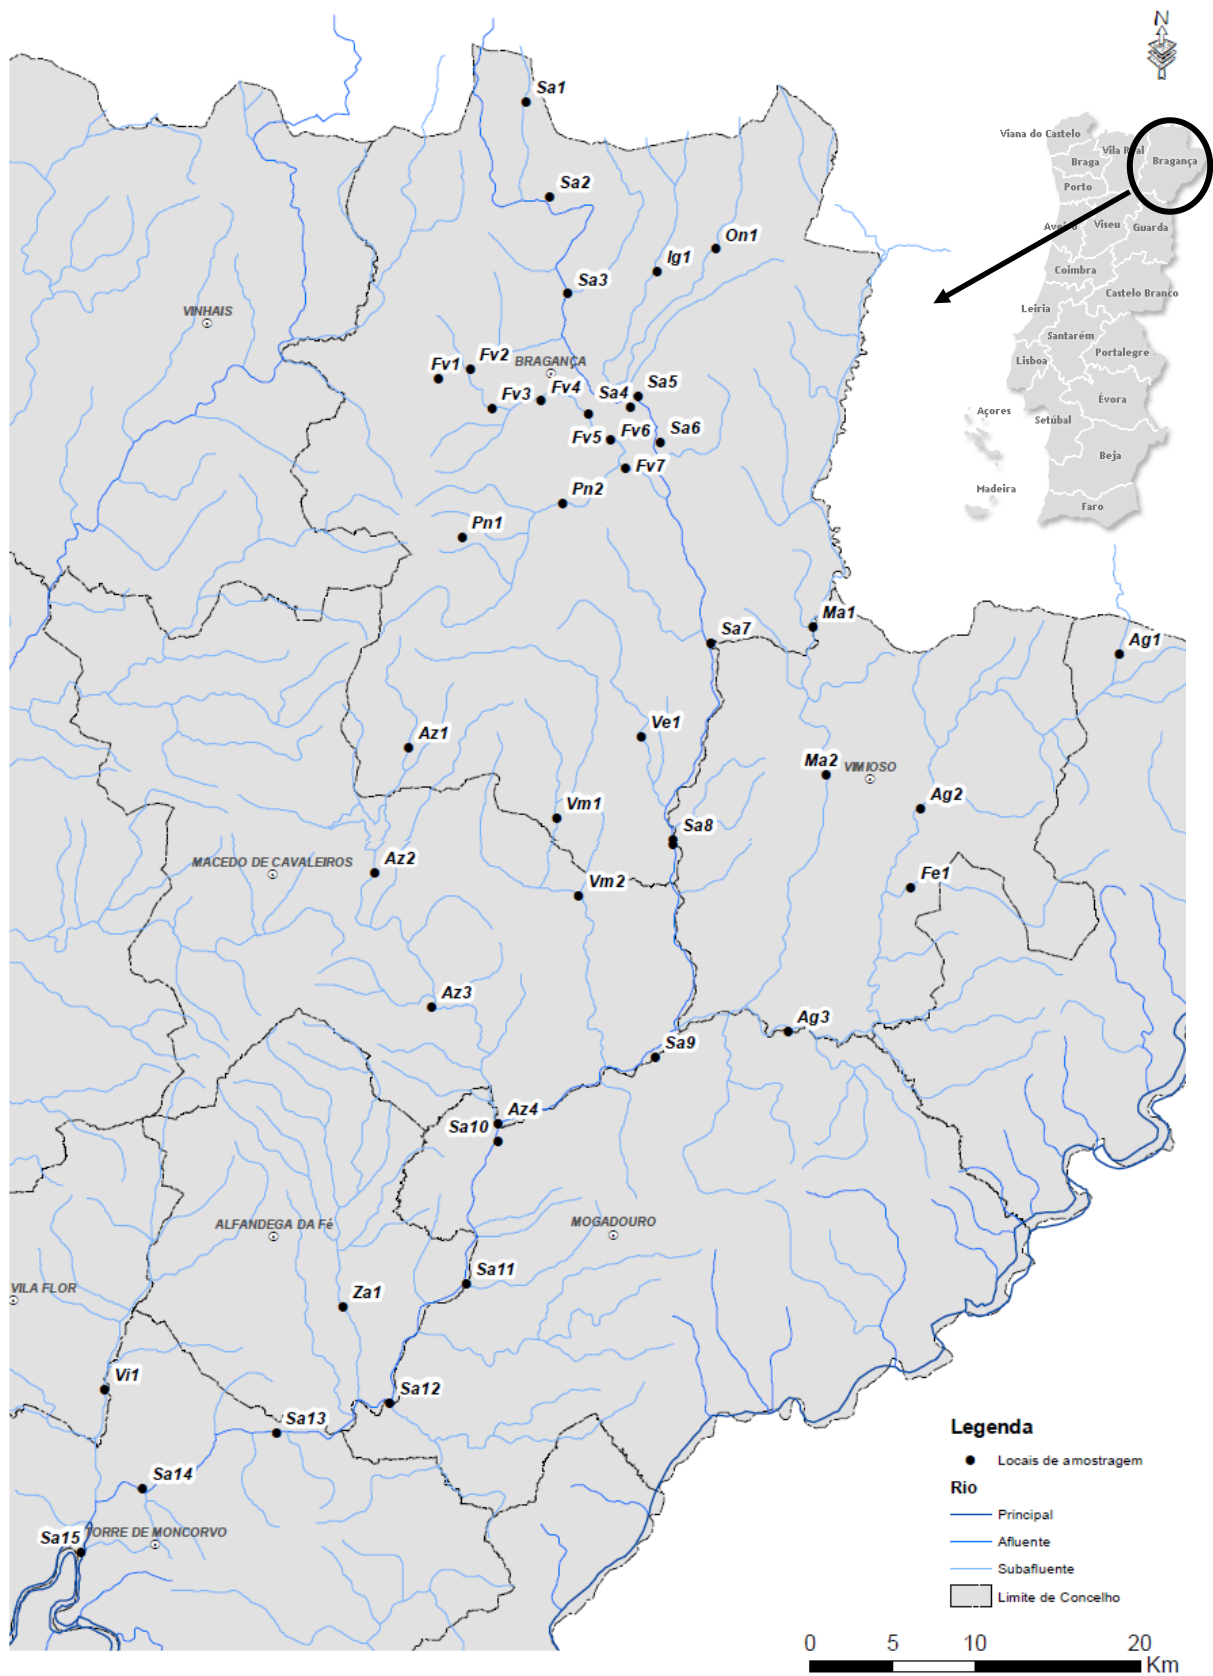 N
Viana do Castelo
Vila Real
Bragança
Braga
Porto
Aveiro
Viseu
Guarda
Coimbra
Castelo Branco
Leiria
Santarém
Lisboa
Portalegre
Évora
Açores
Setúbal
Beja
Madeira
Faro
Sa1
Sa2
On1
Ig1
Sa3
VINHAIS
Fv1
Fv2
BRAGANÇA
Fv3
Fv4
Sa4
Sa5
Fv5
Fv6
Sa6
Fv7
Pn2
Pn1
Ma1
Sa7
Ag1
Az1
Ve1
Ma2
VIMIOSO
Vm1
Ag2
Sa8
MACEDO DE CAVALEIROS
Az2
Vm2
Fe1
Az3
Ag3
Sa9
Az4
Sa10
ALFANDEGA DA Fé
MOGADOURO
Sa11
VILA FLOR
Za1
Vi1
Sa12
Sa13
Sa14
TORRE DE MONCORVO
Sa15
Legenda
Locais de amostragem
Rio
Principal
Afluente
Subafluente
Limite de Concelho
0 5 10 20
Km